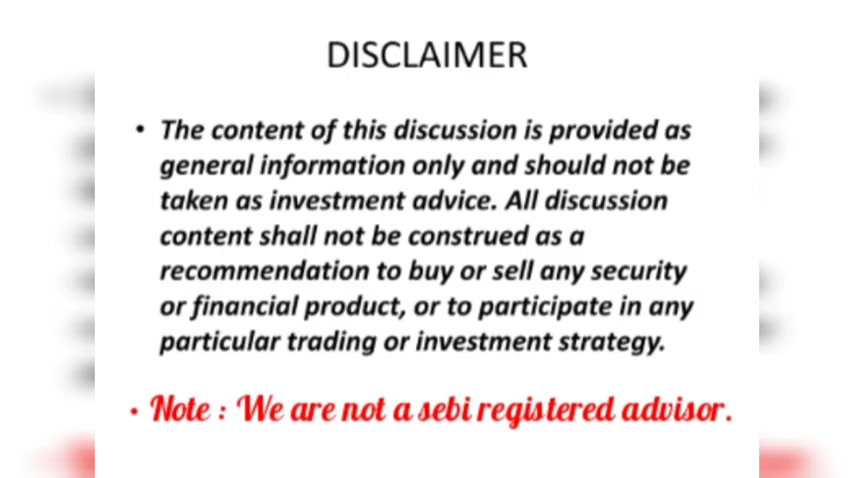 DISCLAIMER
• The content of this discussion is provided as
general information only and should not be
taken as investment advice. All discussion
content shall not be construed as a
recommendation to buy or sell any security
or financial product, or to participate in any
particular trading or investment strategy.
• Note : We are not a sebi registered advisor.